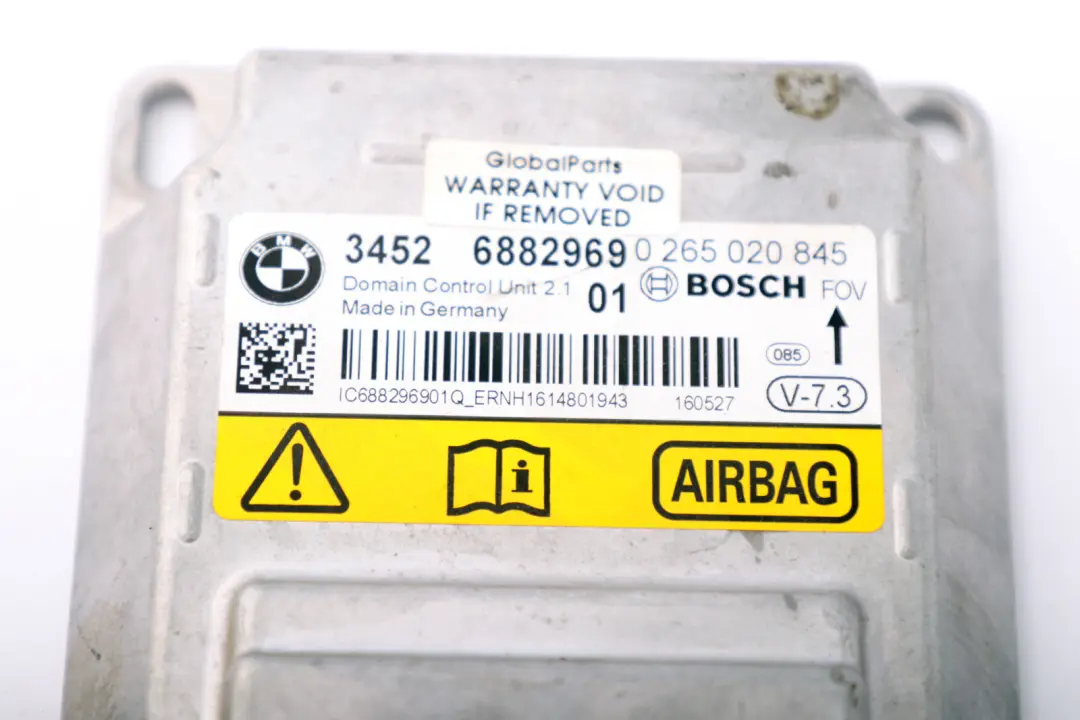 GlobalParts
WARRANTY VOID
IF REMOVED
BMW
3452 6882969 0 265 020 845
Domain Control Unit 2.1 01 BOSCH FOV
Made in Germany
085
IC688296901Q_ERNH1614801943 160527 V-7.3
AIRBAG